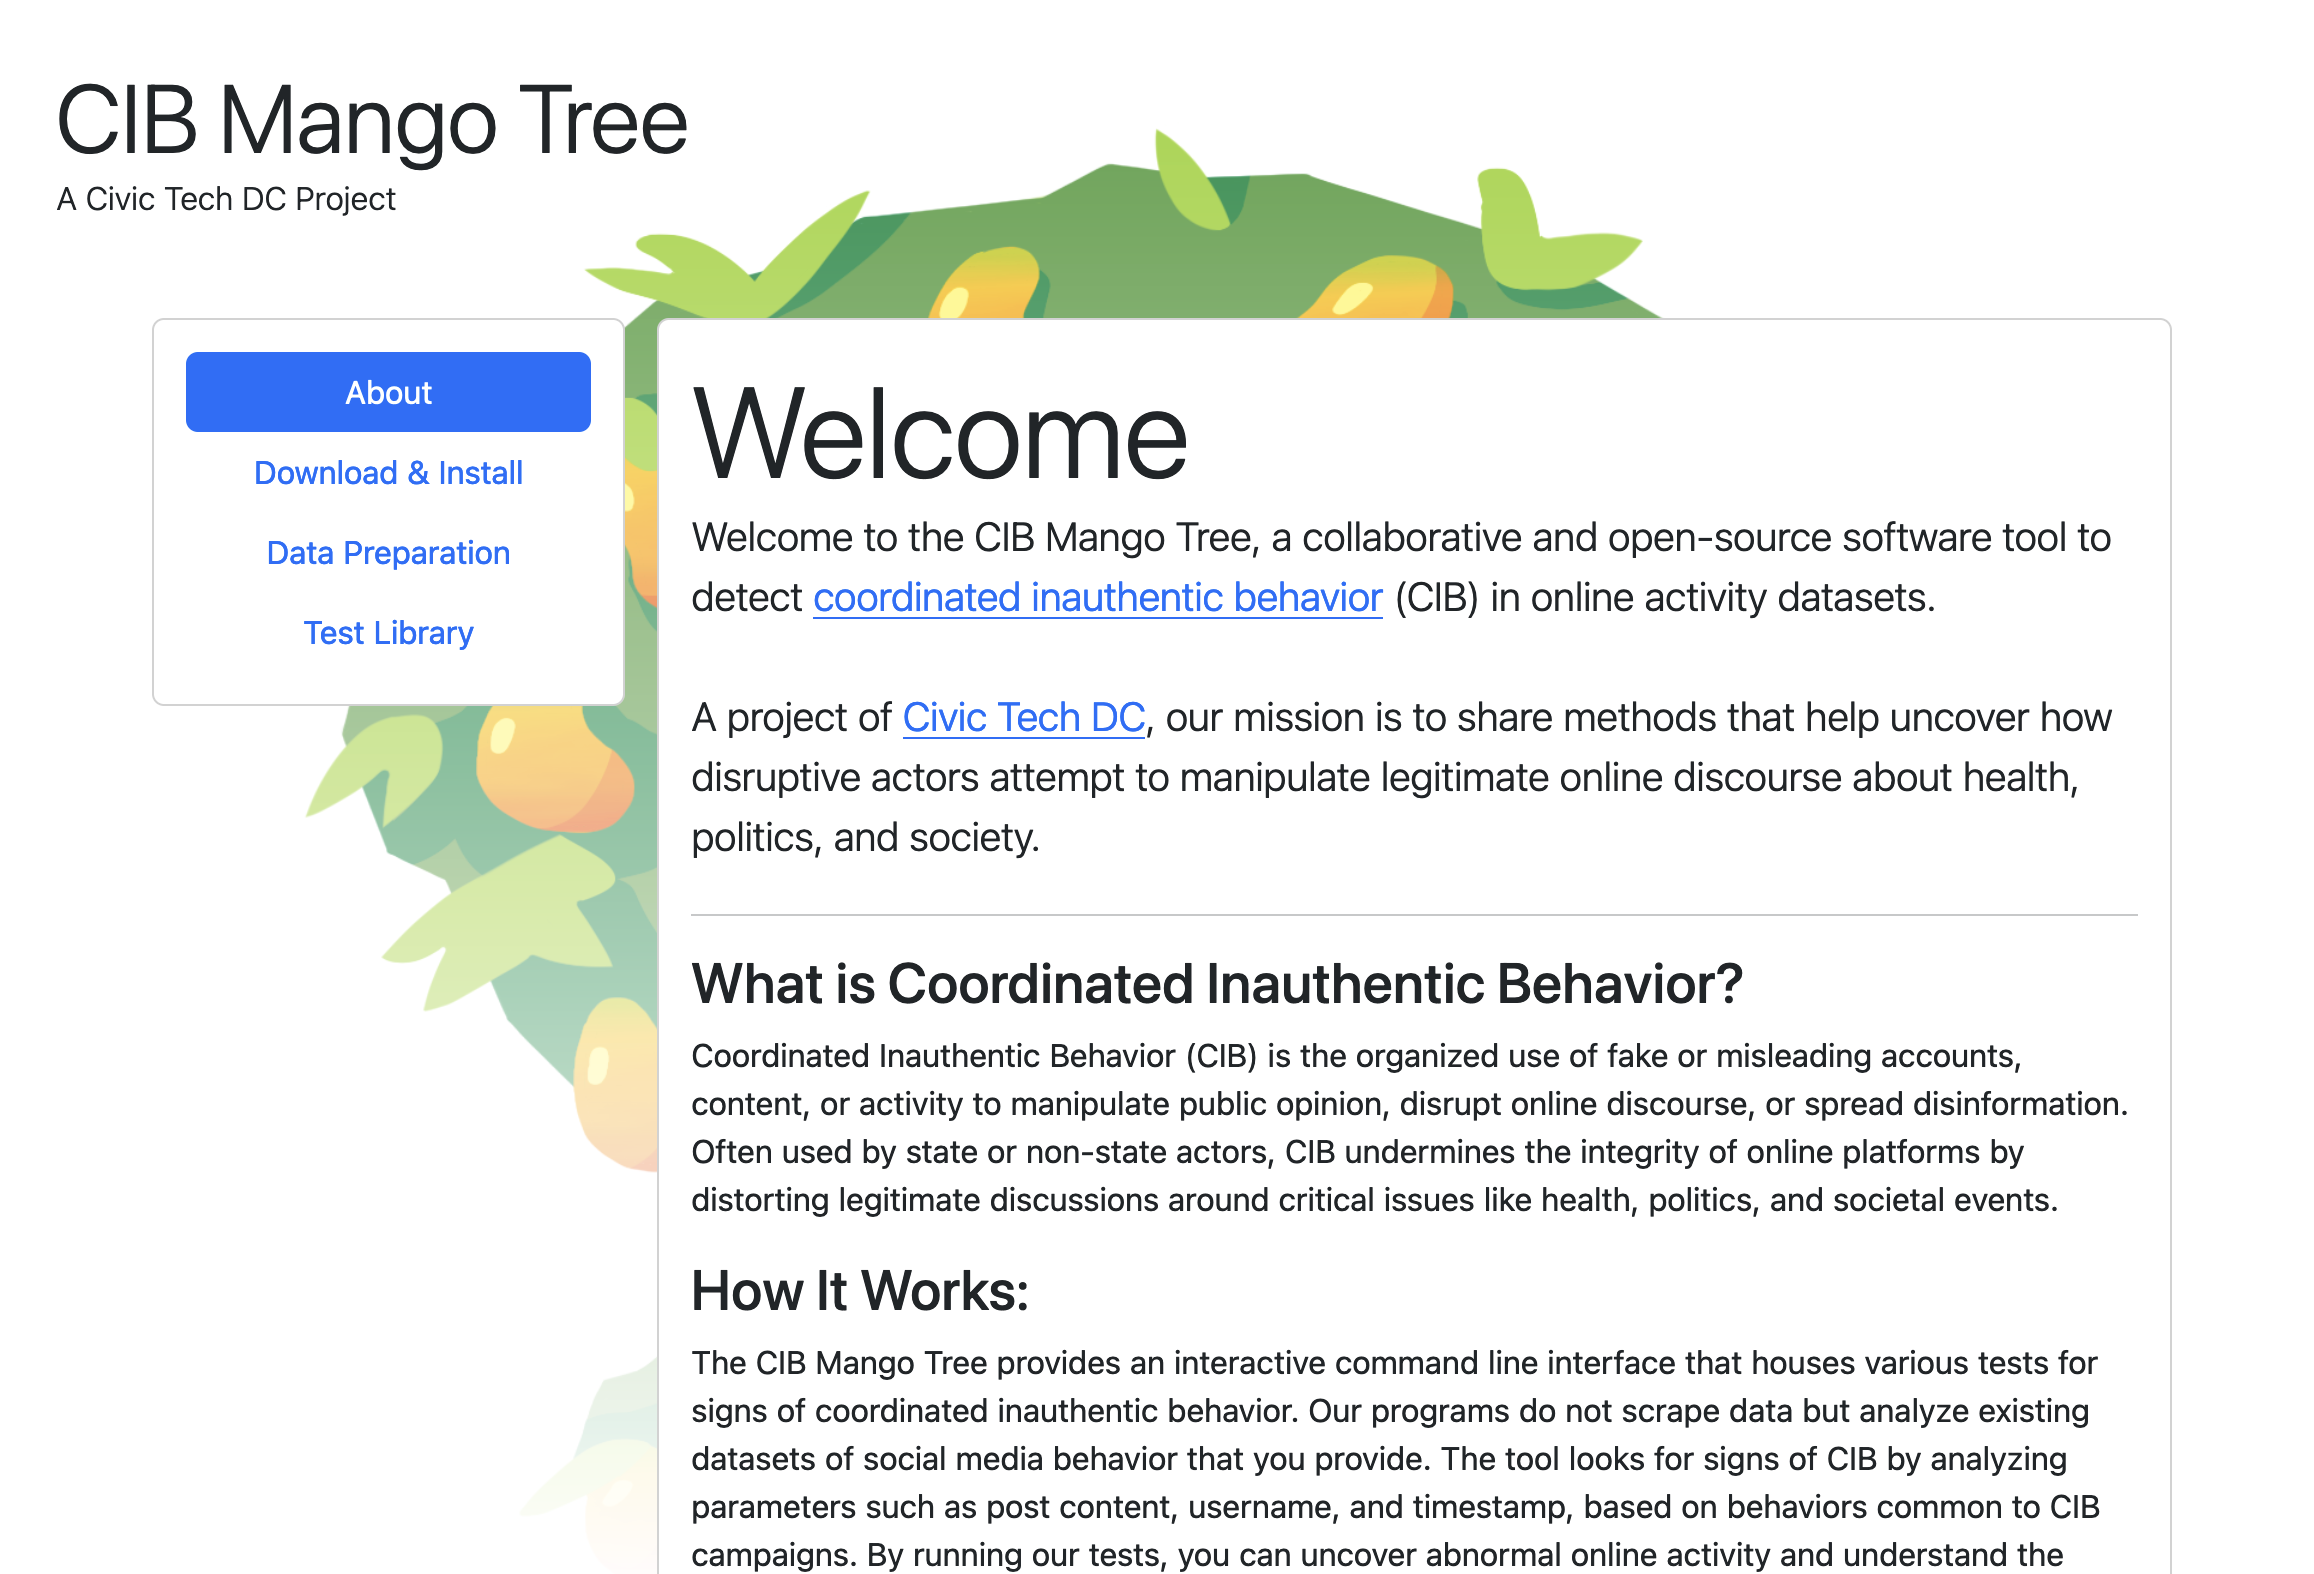 CIB Mango Tree
A Civic Tech DC Project
About
Download & Install
Data Preparation
Test Library
Welcome
Welcome to the CIB Mango Tree, a collaborative and open-source software tool to
detect coordinated inauthentic behavior (CIB) in online activity datasets.
A project of Civic Tech DC, our mission is to share methods that help uncover how
disruptive actors attempt to manipulate legitimate online discourse about health,
politics, and society.
What is Coordinated Inauthentic Behavior?
Coordinated Inauthentic Behavior (CIB) is the organized use of fake or misleading accounts,
content, or activity to manipulate public opinion, disrupt online discourse, or spread disinformation.
Often used by state or non-state actors, CIB undermines the integrity of online platforms by
distorting legitimate discussions around critical issues like health, politics, and societal events.
How It Works:
The CIB Mango Tree provides an interactive command line interface that houses various tests for
signs of coordinated inauthentic behavior. Our programs do not scrape data but analyze existing
datasets of social media behavior that you provide. The tool looks for signs of CIB by analyzing
parameters such as post content, username, and timestamp, based on behaviors common to CIB
campaigns. By running our tests, you can uncover abnormal online activity and understand the